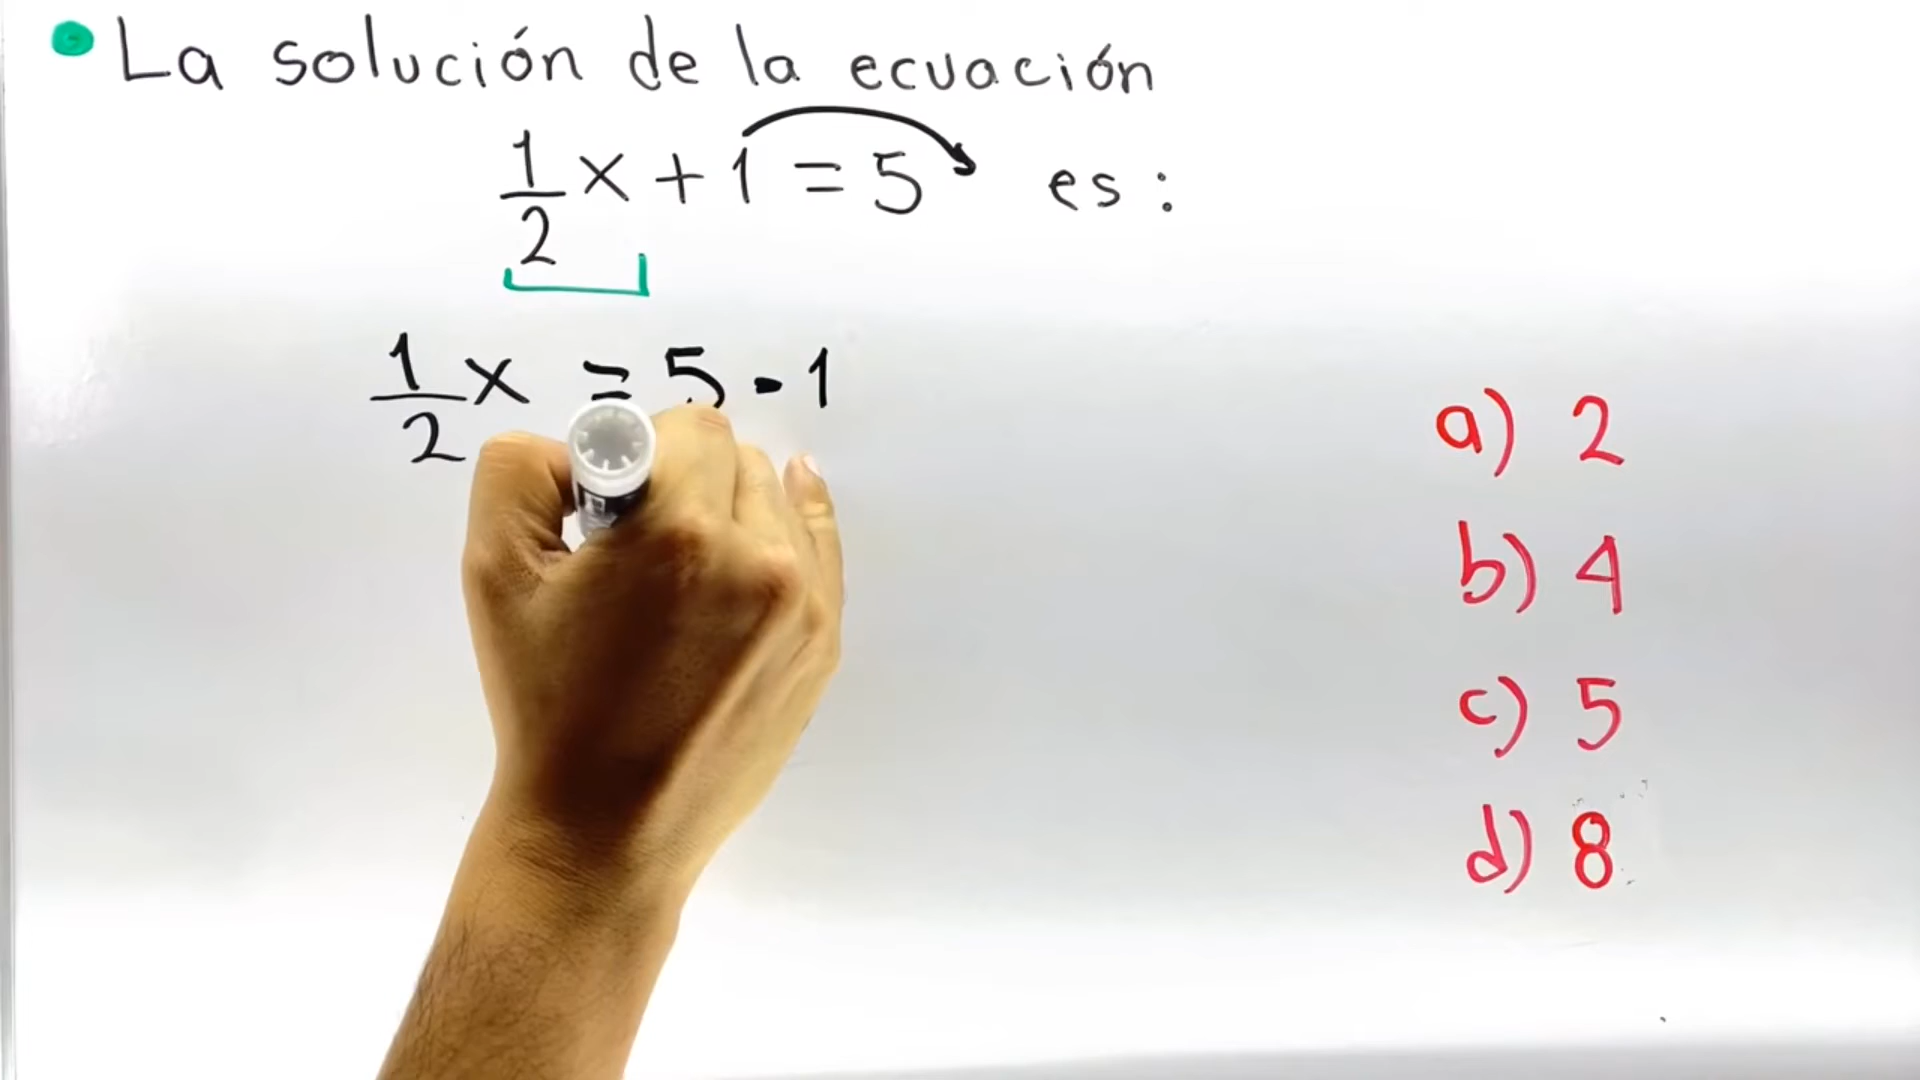 La solución de la ecuación
1/2 x + 1 = 5 es:
1/2 x = 5 - 1
a) 2
b) 4
c) 5
d) 8